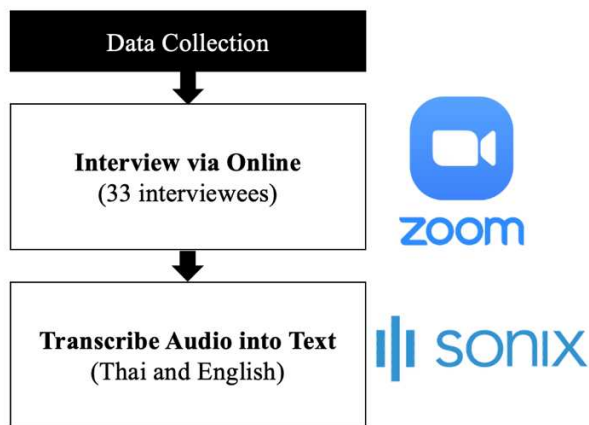 Data Collection
Interview via Online
(33 interviewees)
zoom
Transcribe Audio into Text
(Thai and English)
sonix